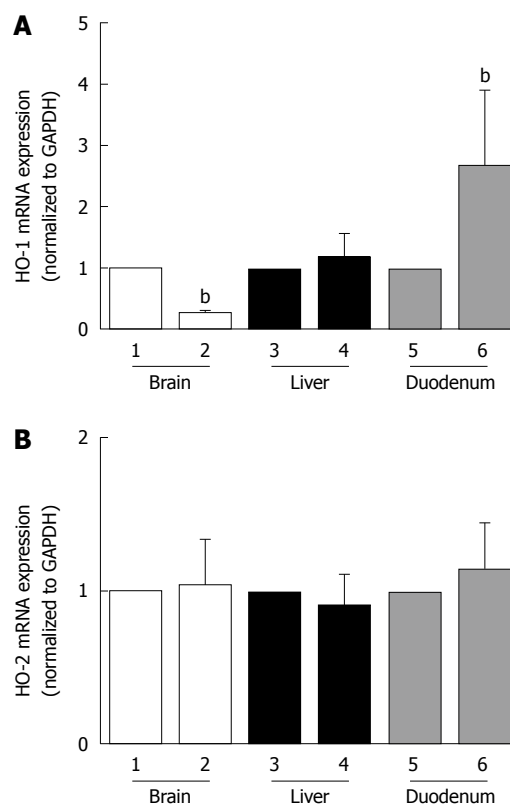 A
HO-1 mRNA expression
(normalized to GAPDH)
5
4
3
2
1
0
b
b
1 2 3 4 5 6
Brain Liver Duodenum
B
HO-2 mRNA expression
(normalized to GAPDH)
2
1
0
1 2 3 4 5 6
Brain Liver Duodenum